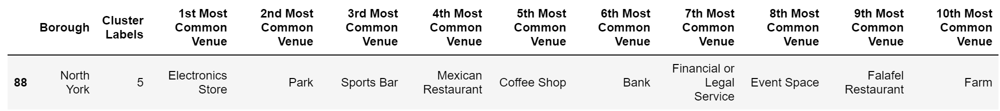 Borough Cluster Labels 1st Most Common Venue 2nd Most Common Venue 3rd Most Common Venue 4th Most Common Venue 5th Most Common Venue 6th Most Common Venue 7th Most Common Venue 8th Most Common Venue 9th Most Common Venue 10th Most Common Venue
88 North York 5 Electronics Store Park Sports Bar Mexican Restaurant Coffee Shop Bank Financial or Legal Service Event Space Falafel Restaurant Farm